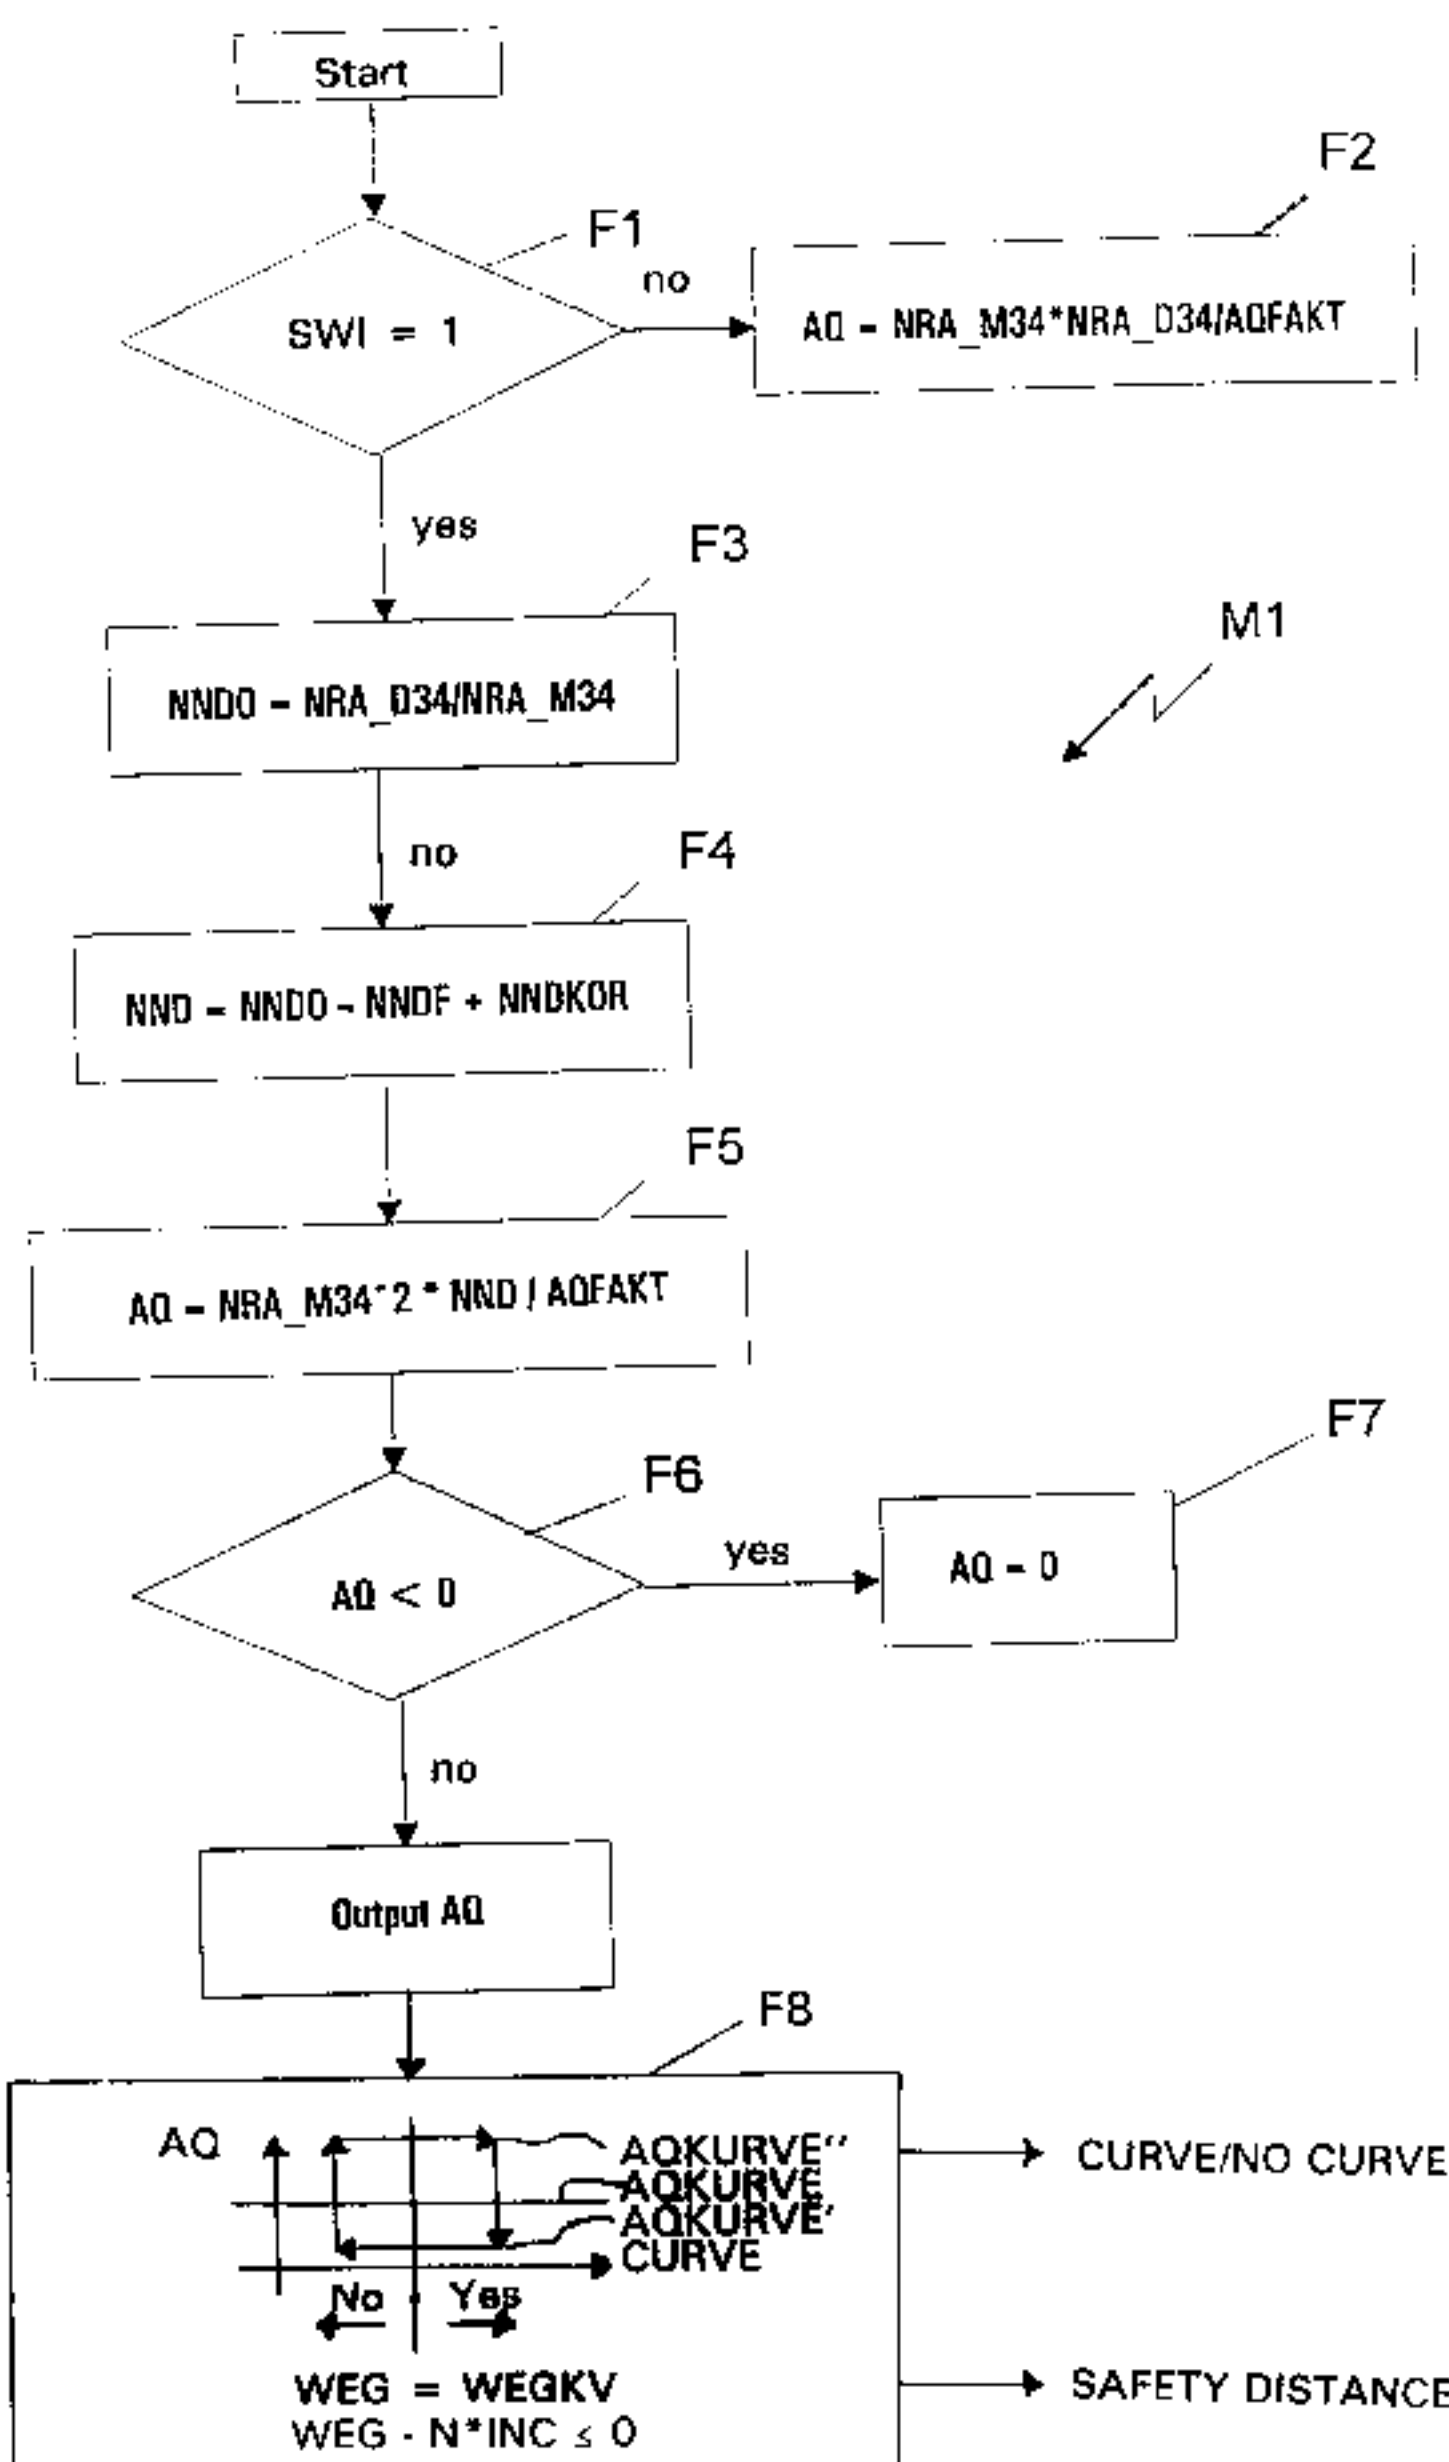 Start
F2
F1
no
SWI = 1
AQ = NRA_M34*NRA_D34/AQFAKT
yes
F3
M1
NNDO = NRA_D34/NRA_M34
no
F4
NND = NNDO - NNDF + NNDKOR
F5
AQ = NRA_M34^2 * NND / AQFAKT
F7
F6
yes
AQ < 0
AQ = 0
no
Output AQ
F8
AQ
AQKURVE''
AQKURVE
AQKURVE'
CURVE
CURVE/NO CURVE
No Yes
WEG = WEGKV
SAFETY DISTANCE
WEG - N*INC ≤ 0